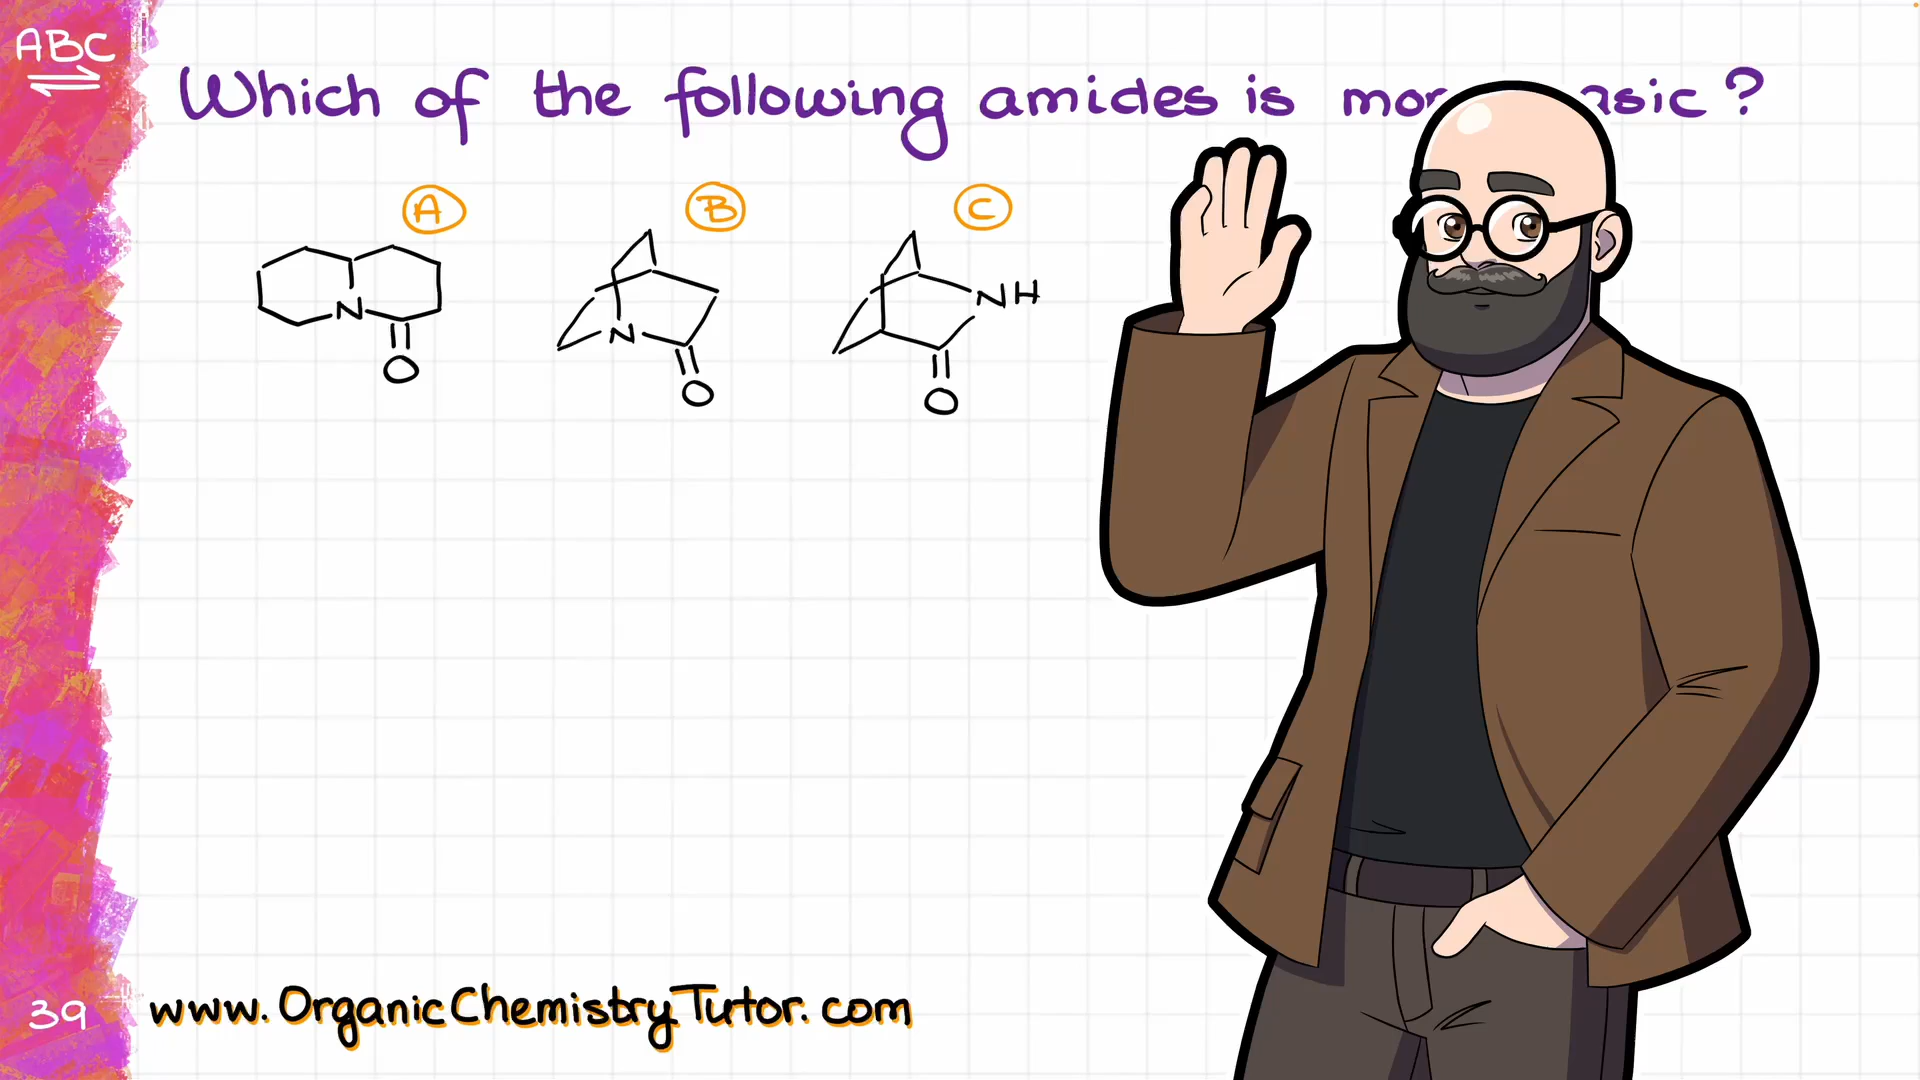 ABC
Which of the following amides is mor asic?
A B C
N NH
N
O O O
39 www.OrganicChemistryTutor.com